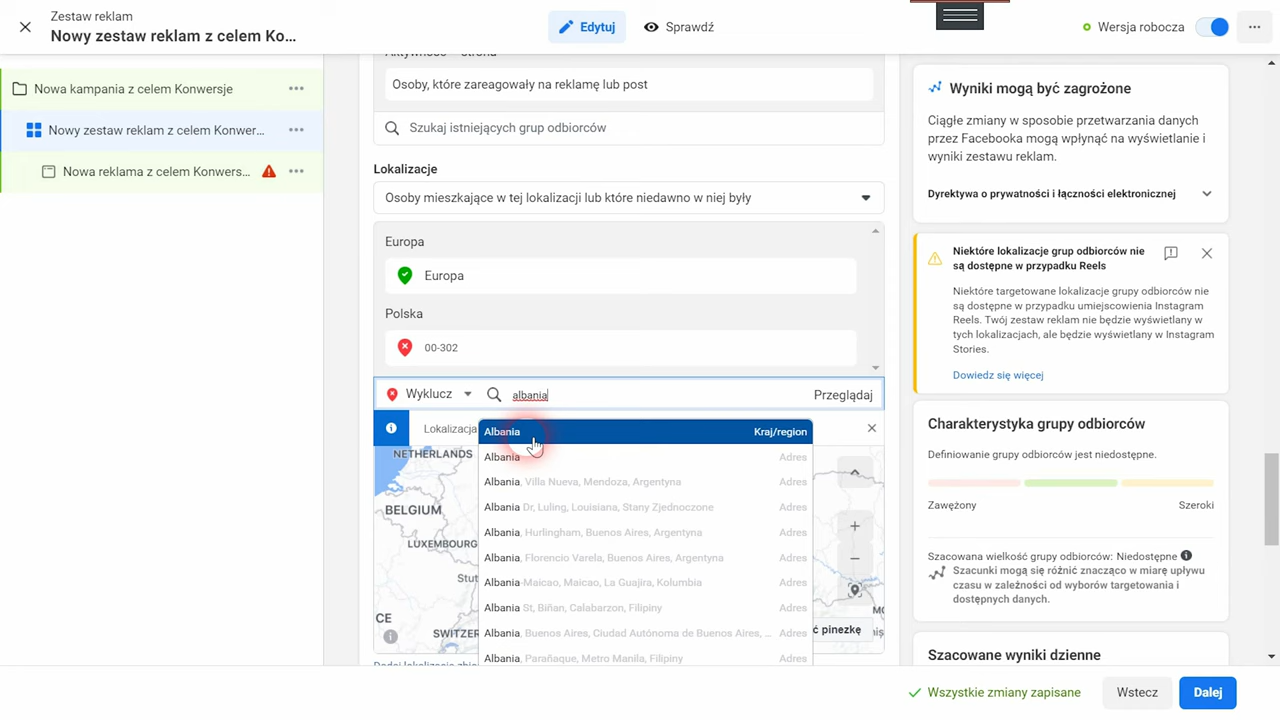 Zestaw reklam
Nowy zestaw reklam z celem Ko...
Edytuj
Sprawdź
Wersja robocza
Nowa kampania z celem Konwersje
Nowy zestaw reklam z celem Konwer...
Nowa reklama z celem Konwers...
Aktywność
Strona
Osoby, które zareagowały na reklamę lub post
Szukaj istniejących grup odbiorców
Lokalizacje
Osoby mieszkające w tej lokalizacji lub które niedawno w niej były
Europa
Europa
Polska
00-302
Wyklucz
albania
Przeglądaj
Lokalizacja
Albania Kraj/region
Albania Adres
Albania, Villa Nueva, Mendoza, Argentyna Adres
Albania Dr, Luling, Louisiana, Stany Zjednoczone Adres
Albania, Hurlingham, Buenos Aires, Argentyna Adres
Albania, Florencio Varela, Buenos Aires, Argentyna Adres
Albania-Maicao, Maicao, La Guajira, Kolumbia Adres
Albania St, Biñan, Calabarzon, Filipiny Adres
Albania, Buenos Aires, Ciudad Autónoma de Buenos Aires, ... Adres
Albania, Parañaque, Metro Manila, Filipiny Adres
NETHERLANDS
BELGIUM
LUXEMBOURG
Stut
CE
SWITZER
MO
ć pinezkę
Wyniki mogą być zagrożone
Ciągłe zmiany w sposobie przetwarzania danych
przez Facebooka mogą wpłynąć na wyświetlanie i
wyniki zestawu reklam.
Dyrektywa o prywatności i łączności elektronicznej
Niektóre lokalizacje grup odbiorców nie
są dostępne w przypadku Reels
Niektóre targetowane lokalizacje grupy odbiorców nie
są dostępne w przypadku umiejscowienia Instagram
Reels. Twój zestaw reklam nie będzie wyświetlany w
tych lokalizacjach, ale będzie wyświetlany w Instagram
Stories.
Dowiedz się więcej
Charakterystyka grupy odbiorców
Definiowanie grupy odbiorców jest niedostępne.
Zawężony Szeroki
Szacowana wielkość grupy odbiorców: Niedostępne
Szacunki mogą się różnić znacząco w miarę upływu
czasu w zależności od wyborów targetowania i
dostępnych danych.
Szacowane wyniki dzienne
Wszystkie zmiany zapisane
Wstecz
Dalej